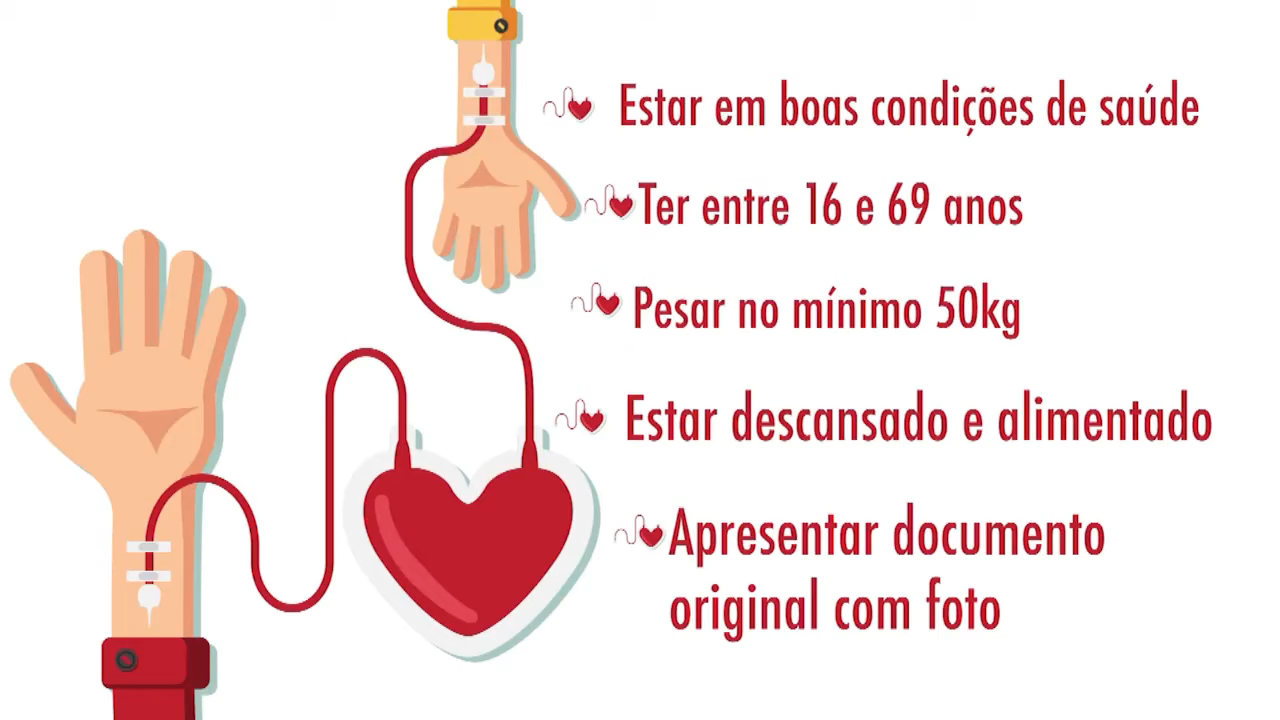 Estar em boas condições de saúde
Ter entre 16 e 69 anos
Pesar no mínimo 50kg
Estar descansado e alimentado
Apresentar documento
original com foto